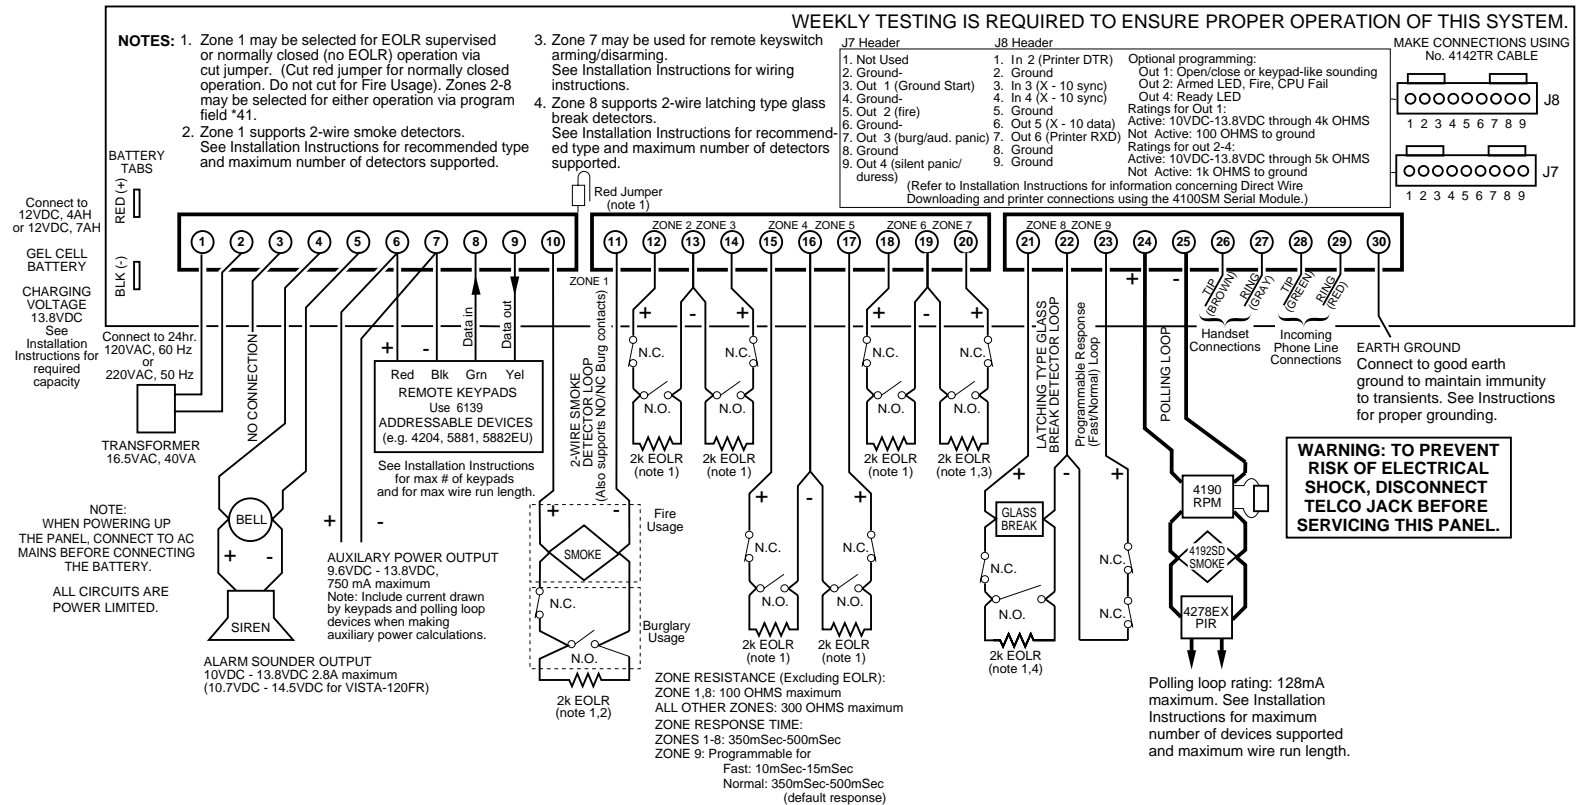 WEEKLY TESTING IS REQUIRED TO ENSURE PROPER OPERATION OF THIS SYSTEM.
NOTES: 1. Zone 1 may be selected for EOLR supervised
or normally closed (no EOLR) operation via
cut jumper. (Cut red jumper for normally closed
operation. Do not cut for Fire Usage). Zones 2-8
may be selected for either operation via program
field *41.
2. Zone 1 supports 2-wire smoke detectors.
See Installation Instructions for recommended type
and maximum number of detectors supported.
3. Zone 7 may be used for remote keyswitch
arming/disarming.
See Installation Instructions for wiring
instructions.
4. Zone 8 supports 2-wire latching type glass
break detectors.
See Installation Instructions for recommend-
ed type and maximum number of detectors
supported.
J7 Header
1. Not Used
2. Ground-
3. Out 1 (Ground Start)
4. Ground-
5. Out 2 (fire)
6. Ground-
7. Out 3 (burg/aud. panic)
8. Ground
9. Out 4 (silent panic/
duress)
J8 Header
1. In 2 (Printer DTR)
2. Ground
3. In 3 (X - 10 sync)
4. In 4 (X - 10 sync)
5. Ground
6. Out 5 (X - 10 data)
7. Out 6 (Printer RXD)
8. Ground
9. Ground
Optional programming:
Out 1: Open/close or keypad-like sounding
Out 2: Armed LED, Fire, CPU Fail
Out 4: Ready LED
Ratings for Out 1:
Active: 10VDC-13.8VDC through 4k OHMS
Not Active: 100 OHMS to ground
Ratings for out 2-4:
Active: 10VDC-13.8VDC through 5k OHMS
Not Active: 1k OHMS to ground
(Refer to Installation Instructions for information concerning Direct Wire
Downloading and printer connections using the 4100SM Serial Module.)
MAKE CONNECTIONS USING
No. 4142TR CABLE
J8
1 2 3 4 5 6 7 8 9
J7
1 2 3 4 5 6 7 8 9
BATTERY
TABS
RED (+)
BLK (-)
Connect to
12VDC, 4AH
or 12VDC, 7AH
GEL CELL
BATTERY
CHARGING
VOLTAGE
13.8VDC
See
Installation
Instructions for
required
capacity
Red Jumper
(note 1)
ZONE 2 ZONE 3
ZONE 4 ZONE 5
ZONE 6 ZONE 7
ZONE 8 ZONE 9
1 2 3 4 5 6 7 8 9 10
11 12 13 14 15 16 17 18 19 20
21 22 23 24 25 26 27 28 29 30
ZONE 1
Connect to 24hr.
120VAC, 60 Hz
or
220VAC, 50 Hz
TRANSFORMER
16.5VAC, 40VA
NO CONNECTION
Data in
Data out
+ -
Red Blk Grn Yel
REMOTE KEYPADS
Use 6139
ADDRESSABLE DEVICES
(e.g. 4204, 5881, 5882EU)
See Installation Instructions
for max # of keypads
and for max wire run length.
NOTE:
WHEN POWERING UP
THE PANEL, CONNECT TO AC
MAINS BEFORE CONNECTING
THE BATTERY.
ALL CIRCUITS ARE
POWER LIMITED.
BELL
+ -
SIREN
ALARM SOUNDER OUTPUT
10VDC - 13.8VDC 2.8A maximum
(10.7VDC - 14.5VDC for VISTA-120FR)
+ -
AUXILARY POWER OUTPUT
9.6VDC - 13.8VDC,
750 mA maximum
Note: Include current drawn
by keypads and polling loop
devices when making
auxiliary power calculations.
2-WIRE SMOKE
DETECTOR LOOP
(Also supports NO/NC Burg contacts)
+ -
SMOKE
Fire
Usage
N.C.
N.O.
Burglary
Usage
2k EOLR
(note 1,2)
+ - +
N.C.
N.C.
N.O.
N.O.
2k EOLR
(note 1)
2k EOLR
(note 1)
+ - +
N.C.
N.C.
N.O.
N.O.
2k EOLR
(note 1)
2k EOLR
(note 1)
+ - +
N.C.
N.C.
N.O.
N.O.
2k EOLR
(note 1)
2k EOLR
(note 1,3)
ZONE RESISTANCE (Excluding EOLR):
ZONE 1,8: 100 OHMS maximum
ALL OTHER ZONES: 300 OHMS maximum
ZONE RESPONSE TIME:
ZONES 1-8: 350mSec-500mSec
ZONE 9: Programmable for
Fast: 10mSec-15mSec
Normal: 350mSec-500mSec
(default response)
LATCHING TYPE GLASS
BREAK DETECTOR LOOP
Programmable Response
(Fast/Normal) Loop
+ - +
GLASS
BREAK
N.C.
N.O.
N.C.
N.C.
2k EOLR
(note 1,4)
+ -
POLLING LOOP
4190
RPM
4192SD
SMOKE
4278EX
PIR
Polling loop rating: 128mA
maximum. See Installation
Instructions for maximum
number of devices supported
and maximum wire run length.
TIP
(BROWN)
RING
(GRAY)
TIP
(GREEN)
RING
(RED)
Handset
Connections
Incoming
Phone Line
Connections
EARTH GROUND
Connect to good earth
ground to maintain immunity
to transients. See Instructions
for proper grounding.
WARNING: TO PREVENT
RISK OF ELECTRICAL
SHOCK, DISCONNECT
TELCO JACK BEFORE
SERVICING THIS PANEL.